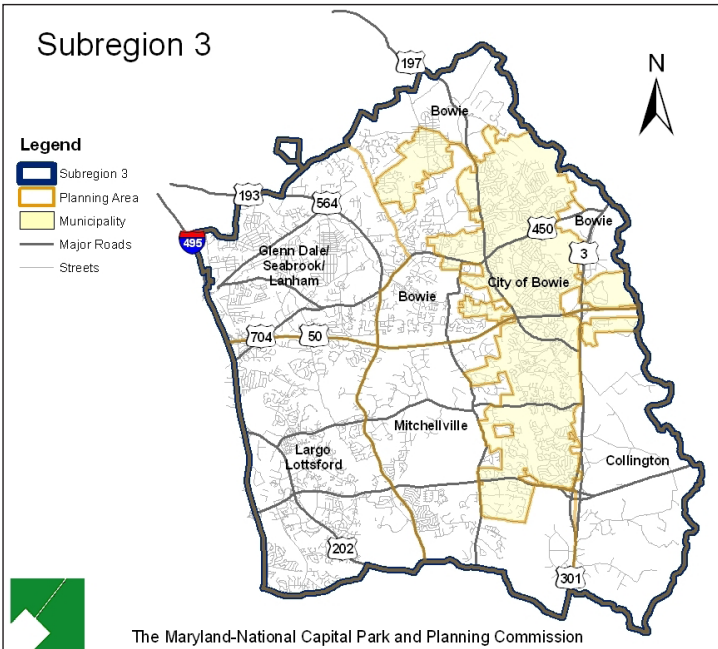 Subregion 3
197
N
Bowie
Legend
Subregion 3
Planning Area
Municipality
Major Roads
Streets
193
564
495
450
Bowie
3
Glenn Dale/
Seabrook/
Lanham
Bowie
City of Bowie
704
50
Mitchellville
Largo
Lottsford
Collington
202
301
The Maryland-National Capital Park and Planning Commission